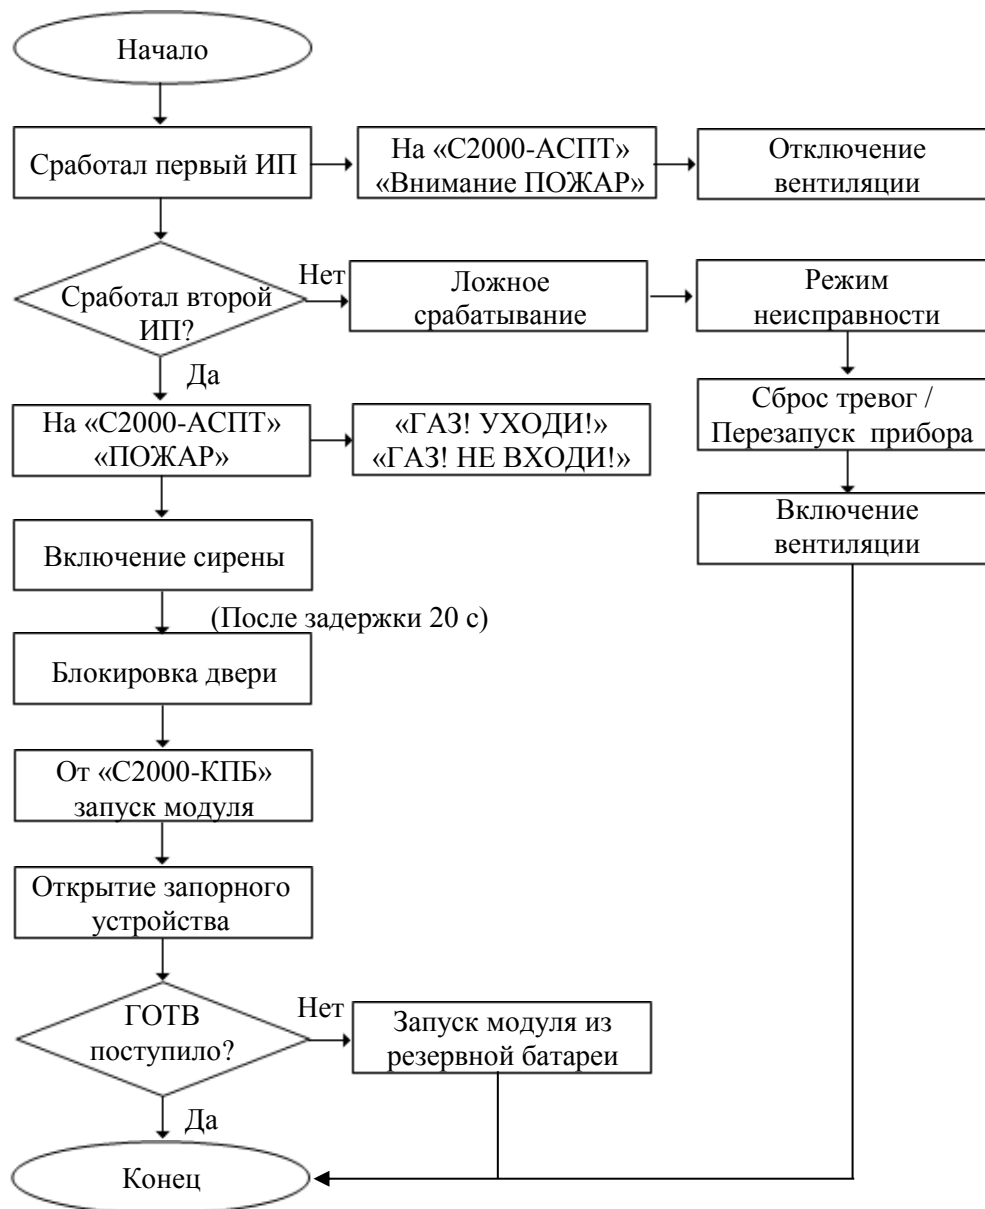 Начало
Сработал первый ИП
На «С2000-АСПТ»
«Внимание ПОЖАР»
Отключение
вентиляции
Сработал второй
ИП?
Нет
Ложное
срабатывание
Режим
неисправности
Да
Сброс тревог /
Перезапуск прибора
На «С2000-АСПТ»
«ПОЖАР»
«ГАЗ! УХОДИ!»
«ГАЗ! НЕ ВХОДИ!»
Включение
вентиляции
Включение сирены
(После задержки 20 с)
Блокировка двери
От «С2000-КПБ»
запуск модуля
Открытие запорного
устройства
ГОТВ
поступило?
Нет
Запуск модуля из
резервной батареи
Да
Конец